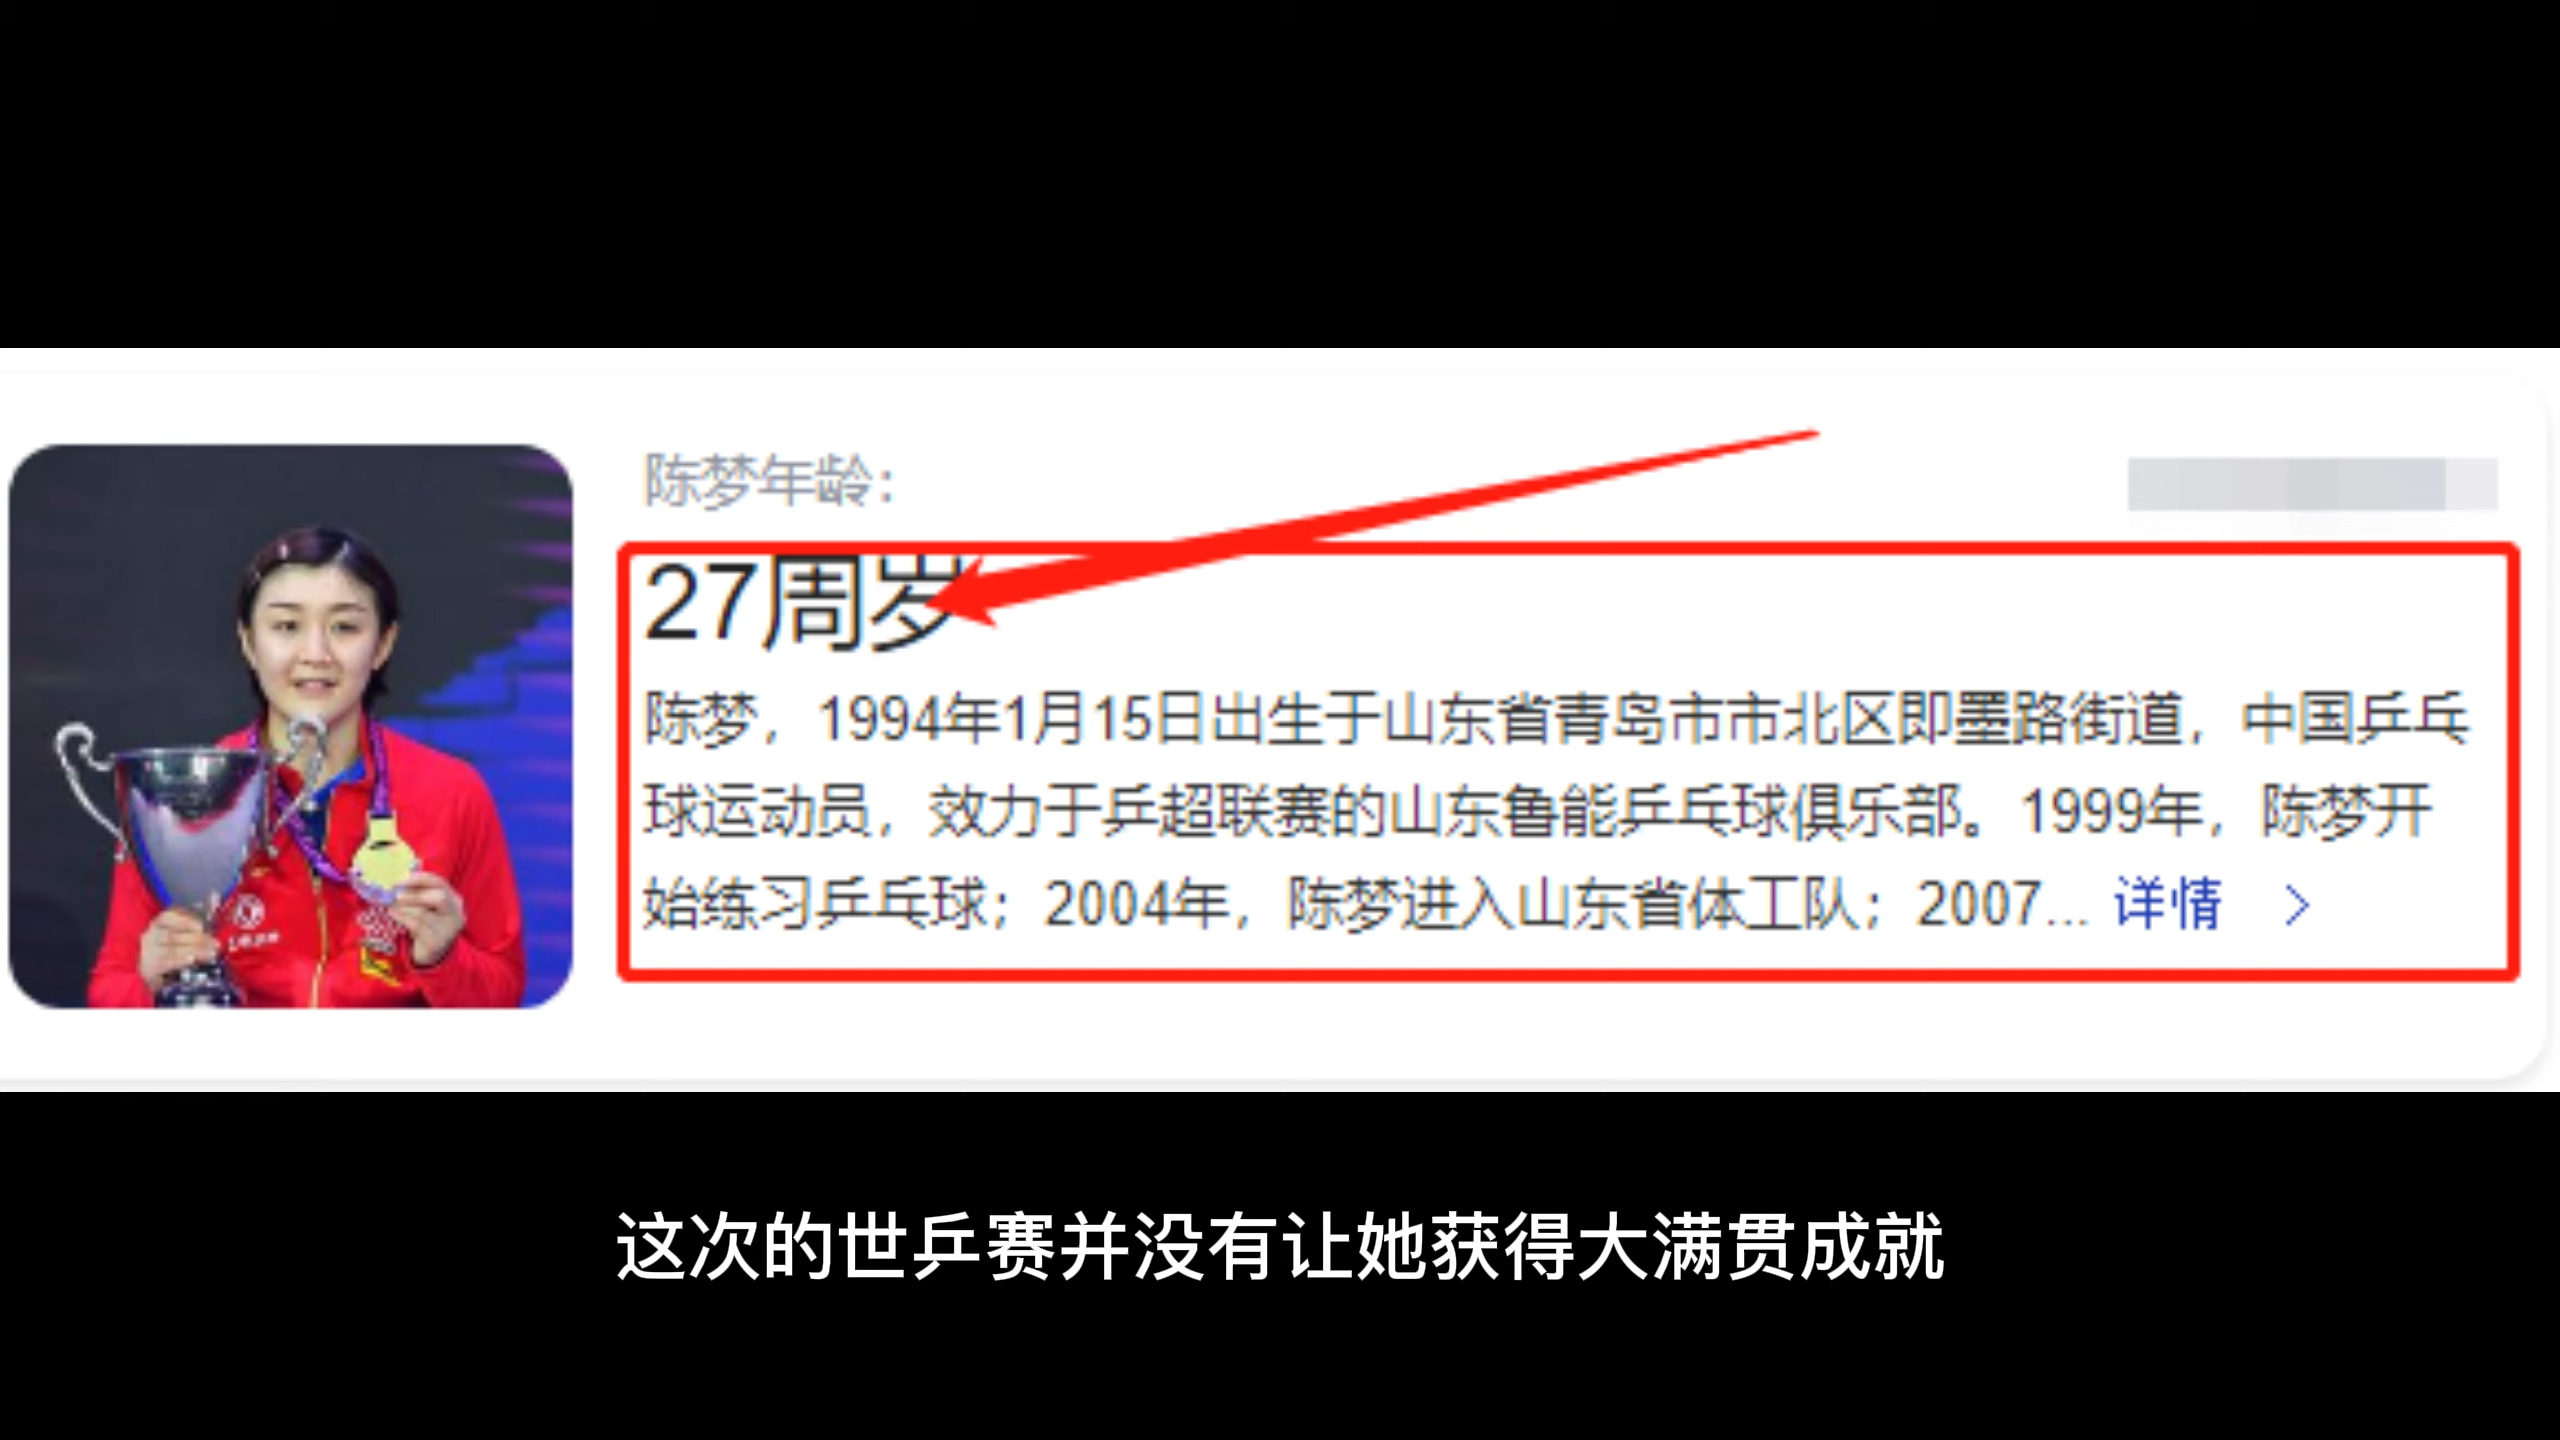 陈梦年龄：
27周岁
陈梦，1994年1月15日出生于山东省青岛市市北区即墨路街道，中国乒乓
球运动员，效力于乒超联赛的山东鲁能乒乓球俱乐部。1999年，陈梦开
始练习乒乓球；2004年，陈梦进入山东省体工队；2007... 详情 >
这次的世乒赛并没有让她获得大满贯成就